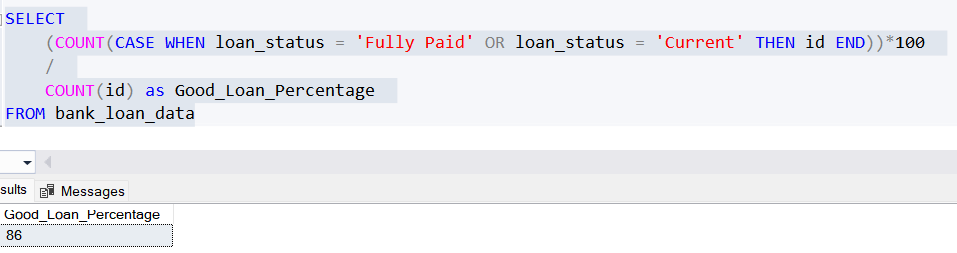 SELECT
(COUNT(CASE WHEN loan_status = 'Fully Paid' OR loan_status = 'Current' THEN id END))*100
/
COUNT(id) as Good_Loan_Percentage
FROM bank_loan_data
sults Messages
Good_Loan_Percentage
86